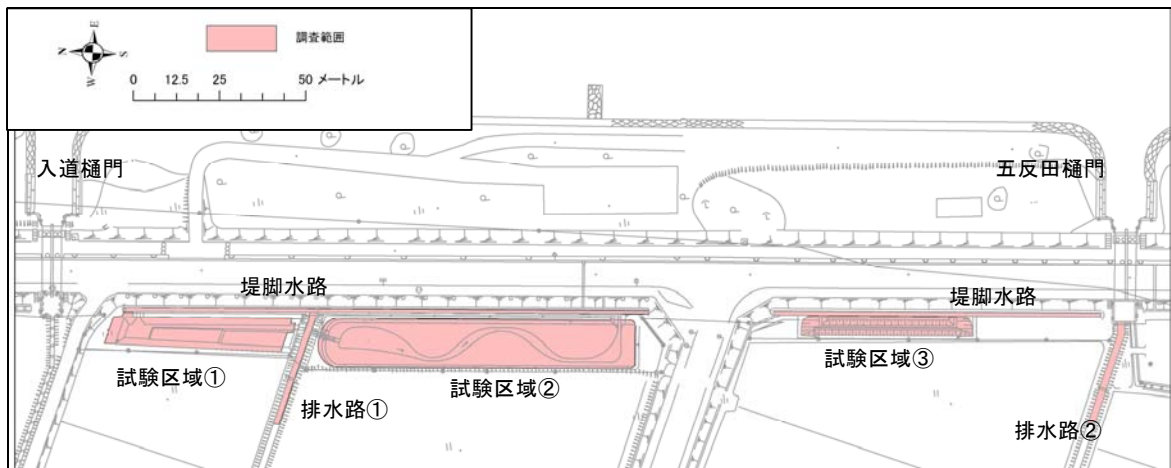 E
N
S
W
調査範囲
0 12.5 25 50 メートル
入道樋門
五反田樋門
堤脚水路
堤脚水路
試験区域①
試験区域②
試験区域③
排水路①
排水路②